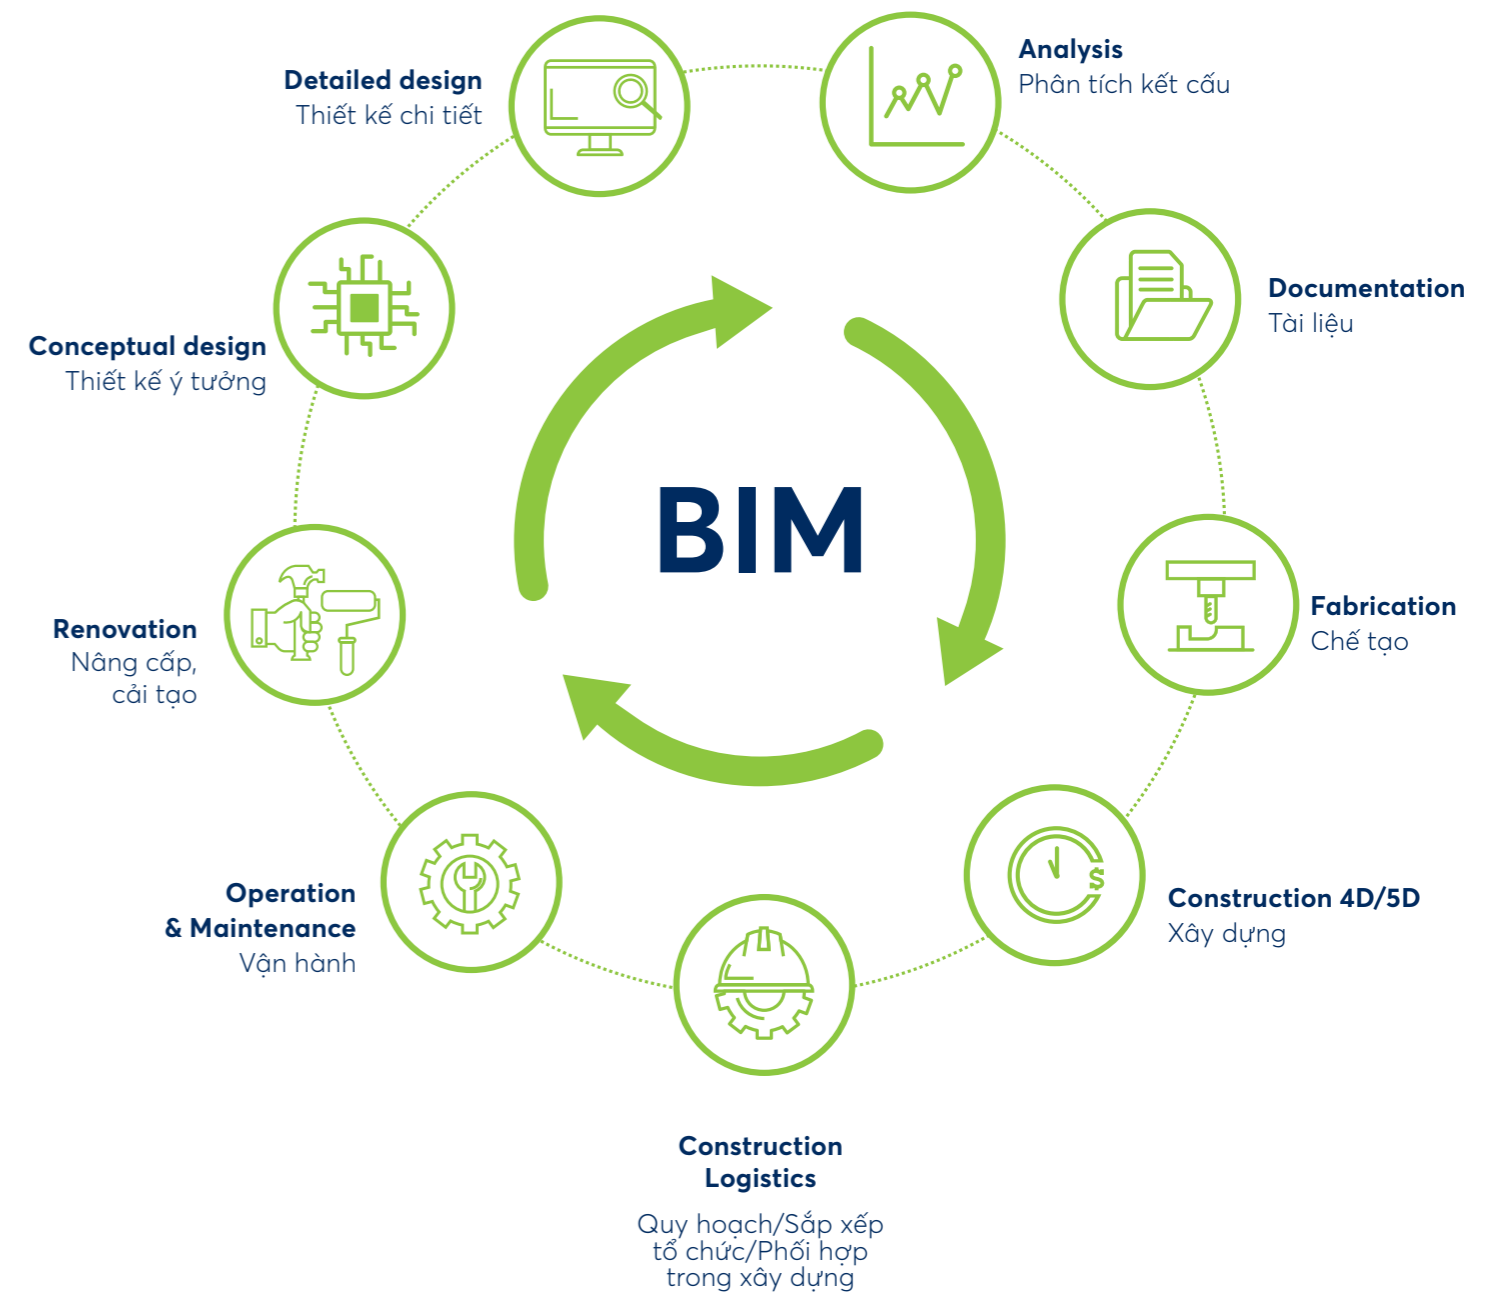 Detailed design
Thiết kế chi tiết
Analysis
Phân tích kết cấu
Documentation
Tài liệu
Conceptual design
Thiết kế ý tưởng
BIM
Fabrication
Chế tạo
Renovation
Nâng cấp,
cải tạo
$
Construction 4D/5D
Xây dựng
Operation
& Maintenance
Vận hành
Construction
Logistics
Quy hoạch/Sắp xếp
tổ chức/Phối hợp
trong xây dựng